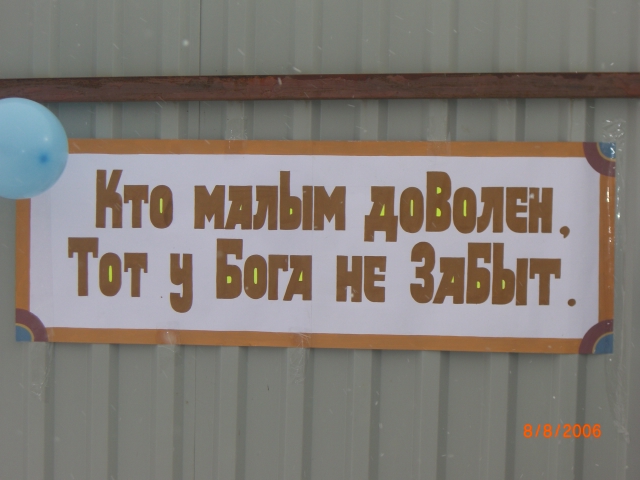 Кто малым доволен,
Тот у Бога не забыт.
8/8/2006